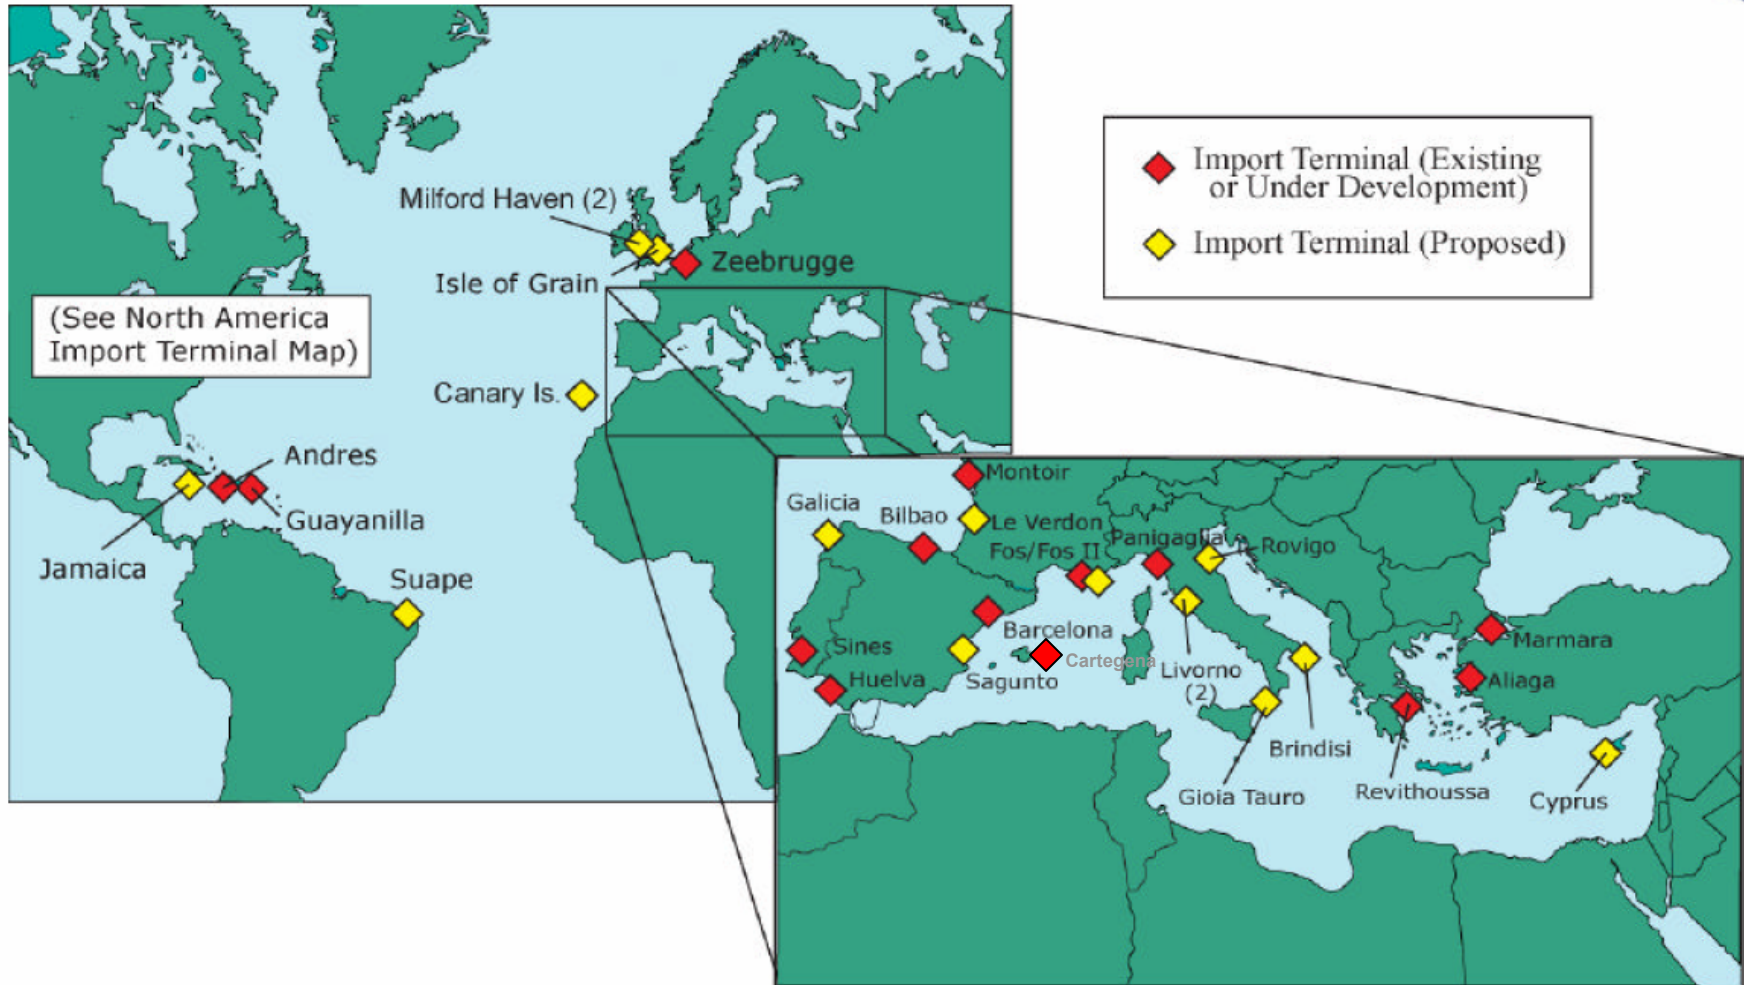 Import Terminal (Existing
or Under Development)
Import Terminal (Proposed)
Milford Haven (2)
Isle of Grain
Zeebrugge
(See North America
Import Terminal Map)
Canary Is.
Andres
Guayanilla
Jamaica
Suape
Montoir
Galicia
Bilbao
Le Verdon
Fos/Fos II
Panigaglia
Rovigo
Barcelona
Cartegena
Sines
Huelva
Sagunto
Livorno
(2)
Marmara
Aliaga
Brindisi
Gioia Tauro
Revithoussa
Cyprus